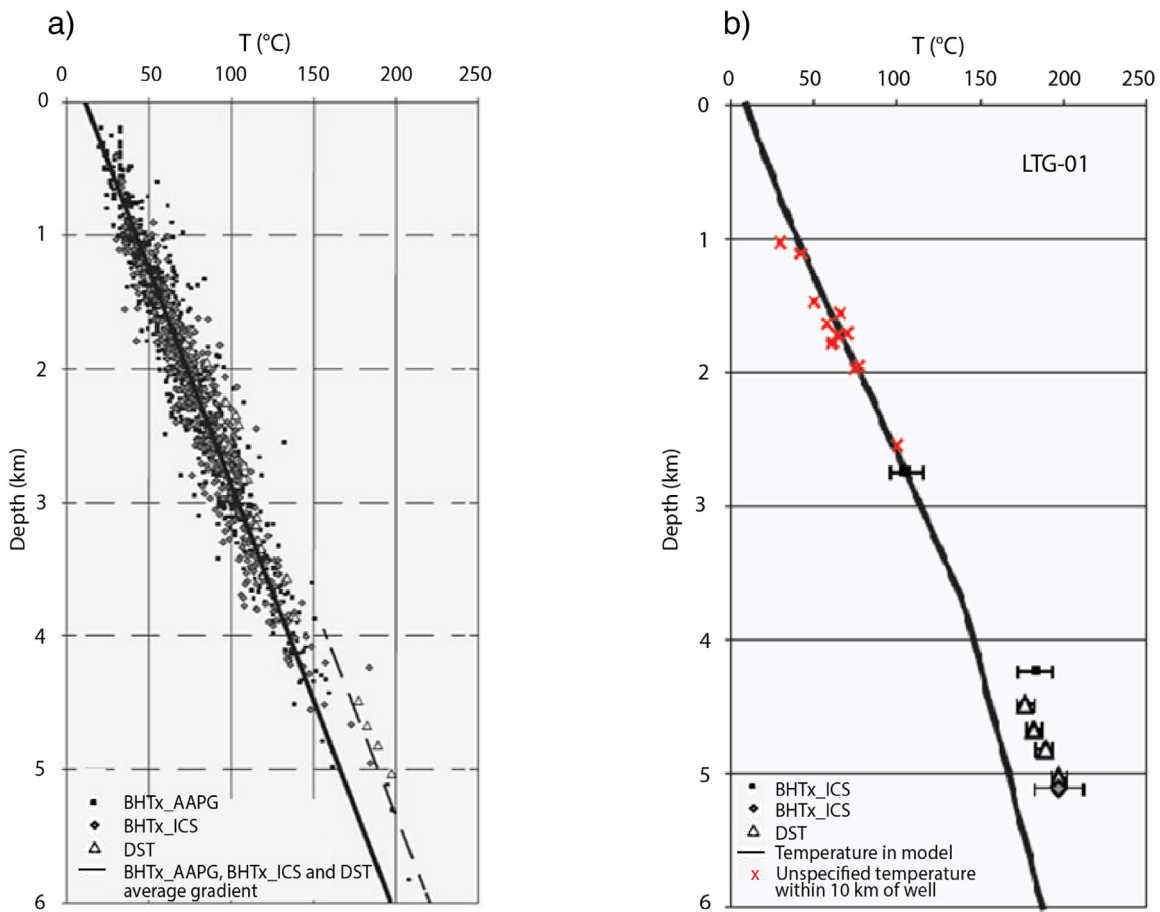 a)
T (°C)
0 50 100 150 200 250
0
1
2
3
4
5
6
Depth (km)
BHTx_AAPG
BHTx_ICS
DST
BHTx_AAPG, BHTx_ICS and DST
average gradient
b)
T (°C)
0 50 100 150 200 250
0
1
2
3
4
5
6
Depth (km)
LTG-01
BHTx_ICS
BHTx_ICS
DST
Temperature in model
Unspecified temperature
within 10 km of well